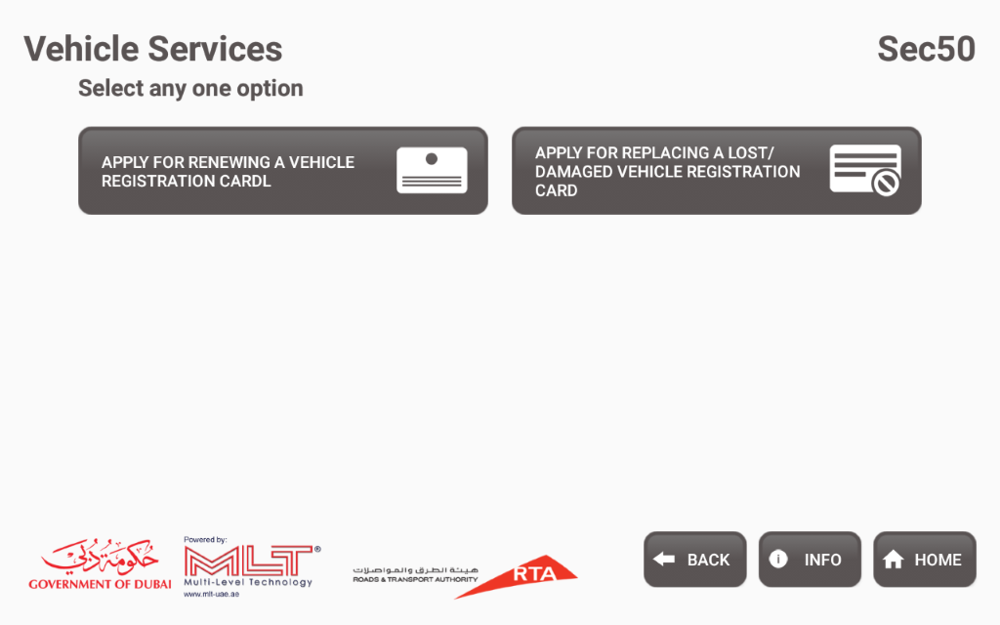 Vehicle Services
Sec50
Select any one option
APPLY FOR RENEWING A VEHICLE
REGISTRATION CARDL
APPLY FOR REPLACING A LOST/
DAMAGED VEHICLE REGISTRATION
CARD
حكومة دبي
GOVERNMENT OF DUBAI
Powered by:
MLT®
Multi-Level Technology
www.mlt-uae.ae
هيئة الطرق والمواصلات
ROADS & TRANSPORT AUTHORITY
RTA
BACK
INFO
HOME